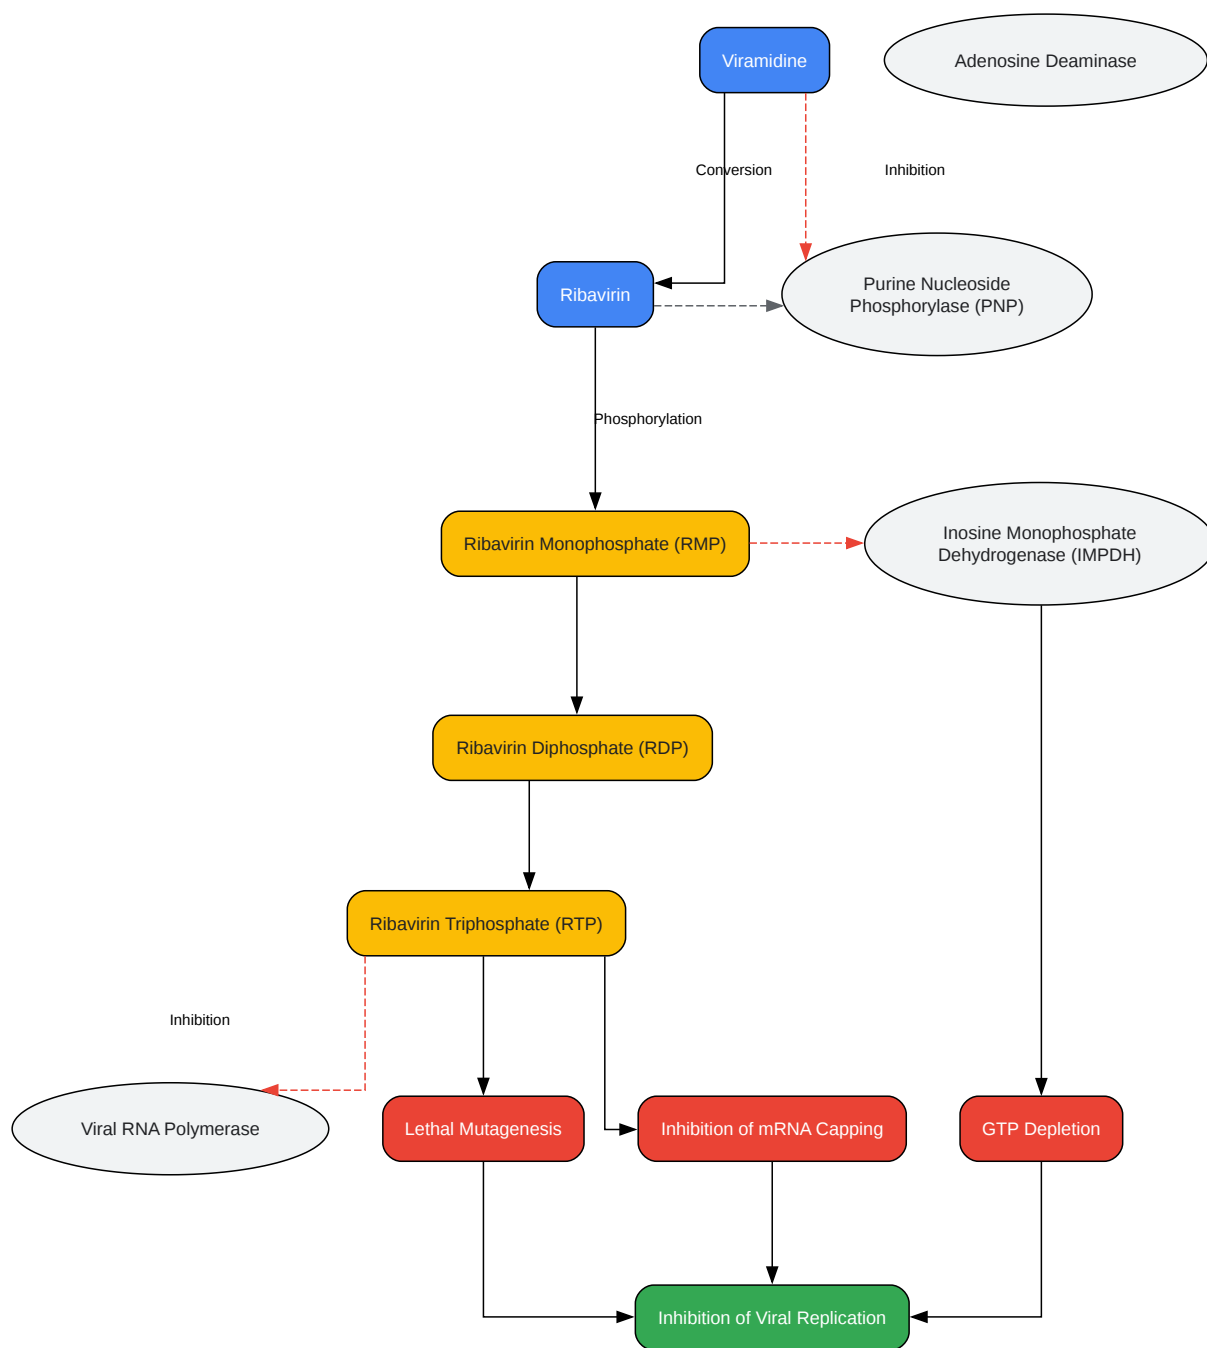 Viramidine
Adenosine Deaminase
Conversion
Inhibition
Purine Nucleoside
Phosphorylase (PNP)
Ribavirin
Phosphorylation
Inosine Monophosphate
Dehydrogenase (IMPDH)
Ribavirin Monophosphate (RMP)
Ribavirin Diphosphate (RDP)
Ribavirin Triphosphate (RTP)
Inhibition
Viral RNA Polymerase
Lethal Mutagenesis
Inhibition of mRNA Capping
GTP Depletion
Inhibition of Viral Replication